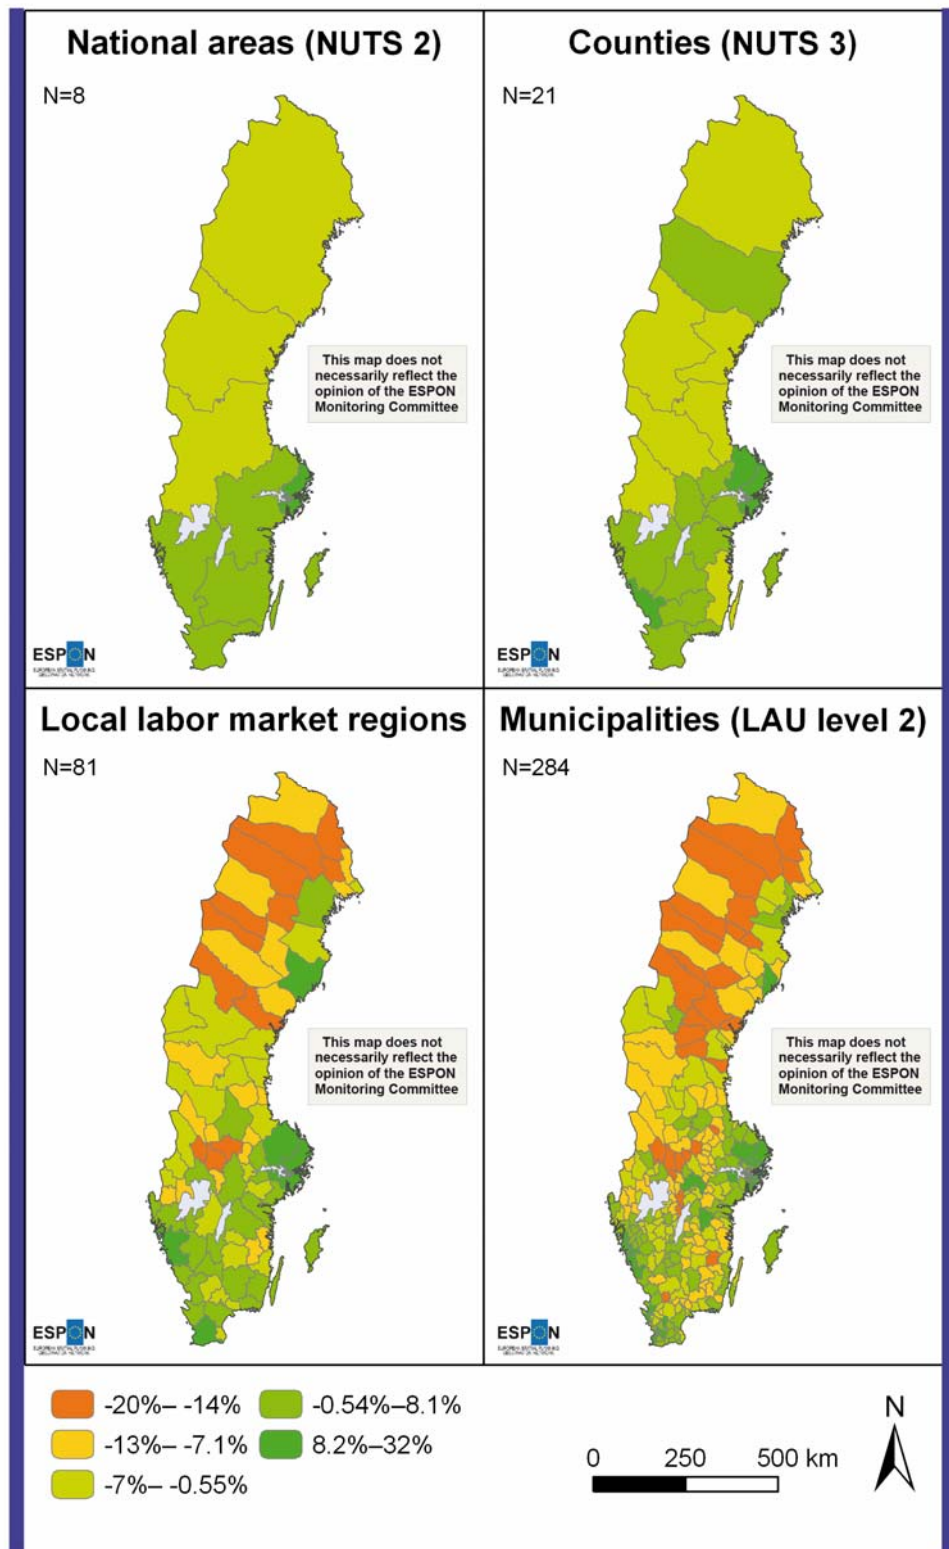 National areas (NUTS 2)
N=8
This map does not
necessarily reflect the
opinion of the ESPON
Monitoring Committee
ESPON
Counties (NUTS 3)
N=21
This map does not
necessarily reflect the
opinion of the ESPON
Monitoring Committee
ESPON
Local labor market regions
N=81
This map does not
necessarily reflect the
opinion of the ESPON
Monitoring Committee
ESPON
Municipalities (LAU level 2)
N=284
This map does not
necessarily reflect the
opinion of the ESPON
Monitoring Committee
ESPON
-20%– -14%
-13%– -7.1%
-7%– -0.55%
-0.54%–8.1%
8.2%–32%
0 250 500 km
N